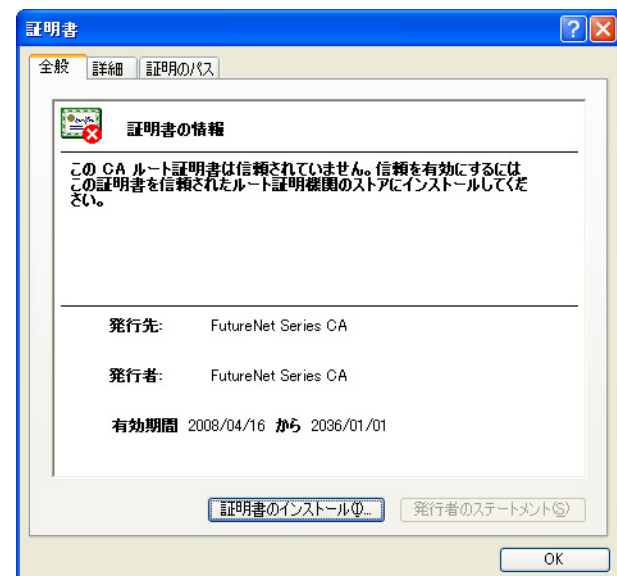 証明書
全般 詳細 証明のパス
証明書の情報
この CA ルート証明書は信頼されていません。信頼を有効にするには
この証明書を信頼されたルート証明機関のストアにインストールしてくだ
さい。
発行先: FutureNet Series CA
発行者: FutureNet Series CA
有効期間 2008/04/16 から 2036/01/01
証明書のインストール(I)... 発行者のステートメント(S)
OK